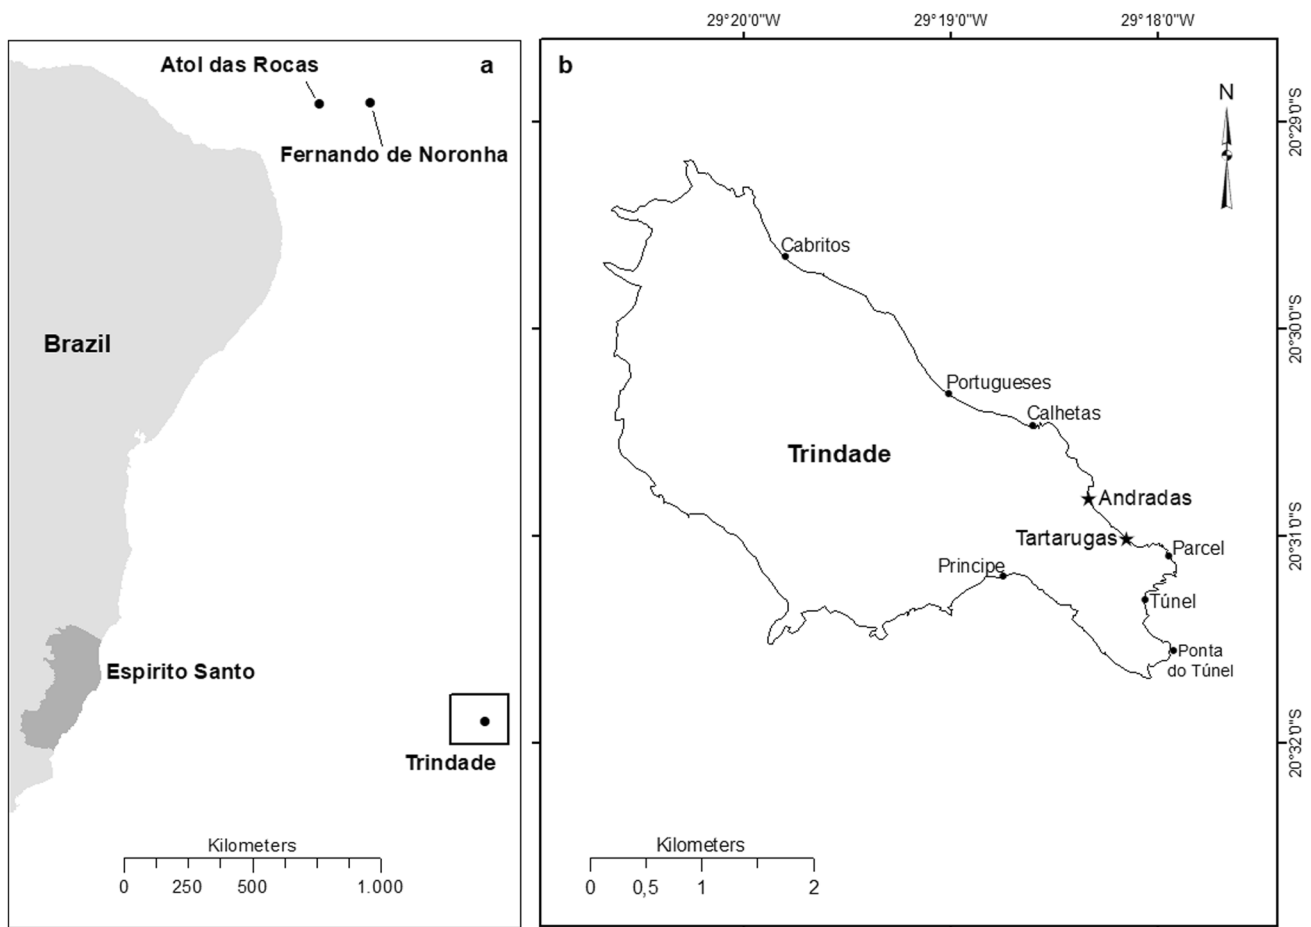 a
Atol das Rocas
Fernando de Noronha
Brazil
Espirito Santo
Trindade
Kilometers
0 250 500 1.000
29°20'0"W 29°19'0"W 29°18'0"W
b
N
20°29'0"S
20°30'0"S
20°31'0"S
20°32'0"S
Cabritos
Portugueses
Calhetas
Trindade
Andradas
Tartarugas
Parcel
Principe
Túnel
Ponta
do Túnel
Kilometers
0 0,5 1 2